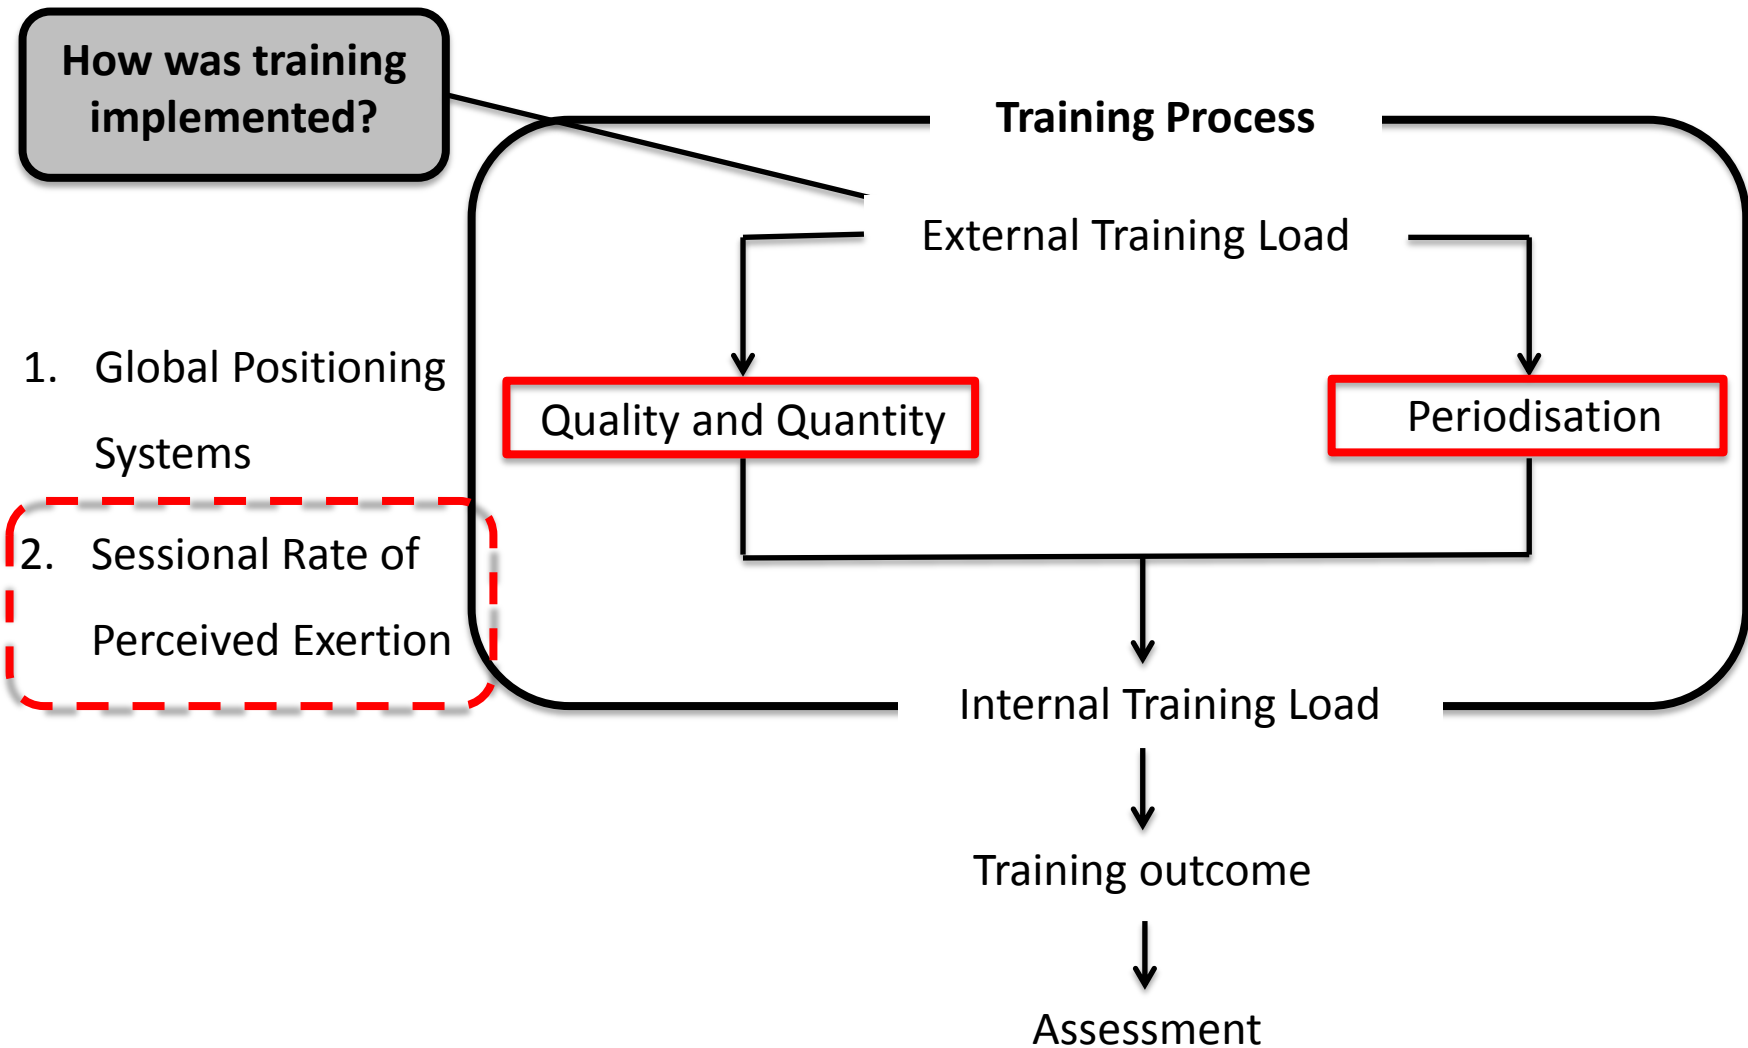 How was training
implemented?
Training Process
External Training Load
1. Global Positioning
Systems
Quality and Quantity
Periodisation
2. Sessional Rate of
Perceived Exertion
Internal Training Load
Training outcome
Assessment